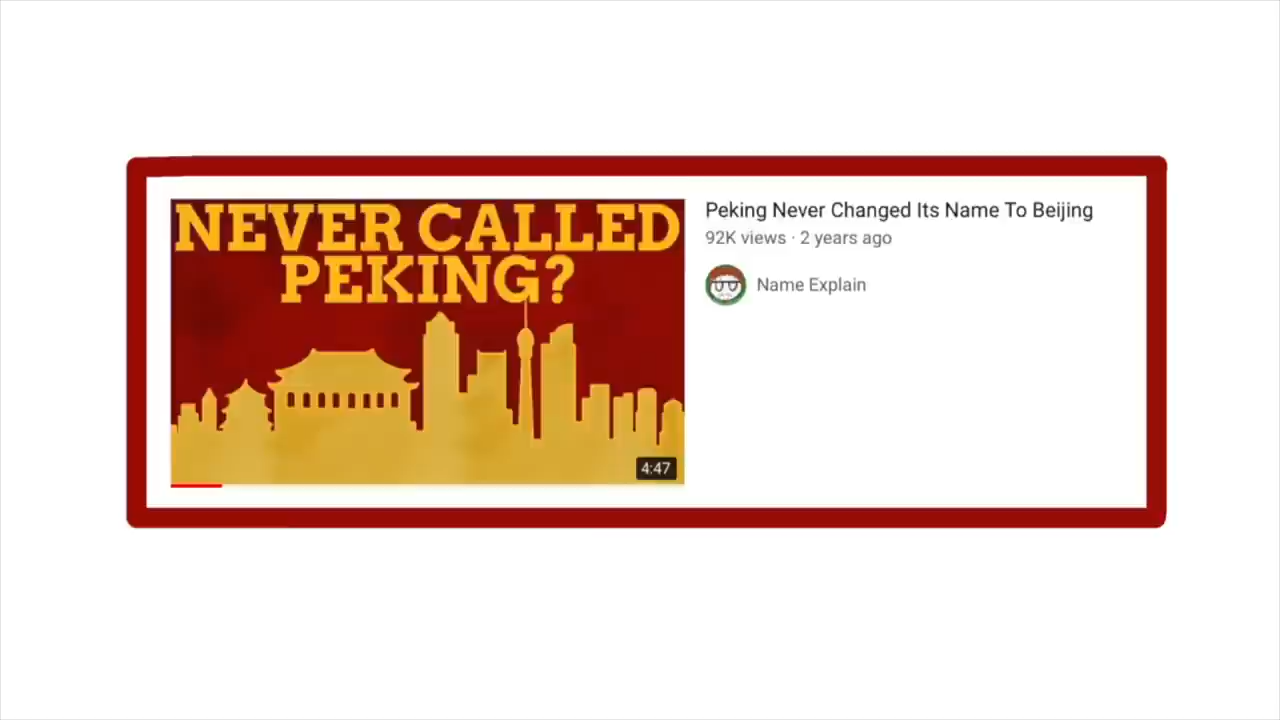 NEVER CALLED
PEKING?
4:47
Peking Never Changed Its Name To Beijing
92K views · 2 years ago
Name Explain